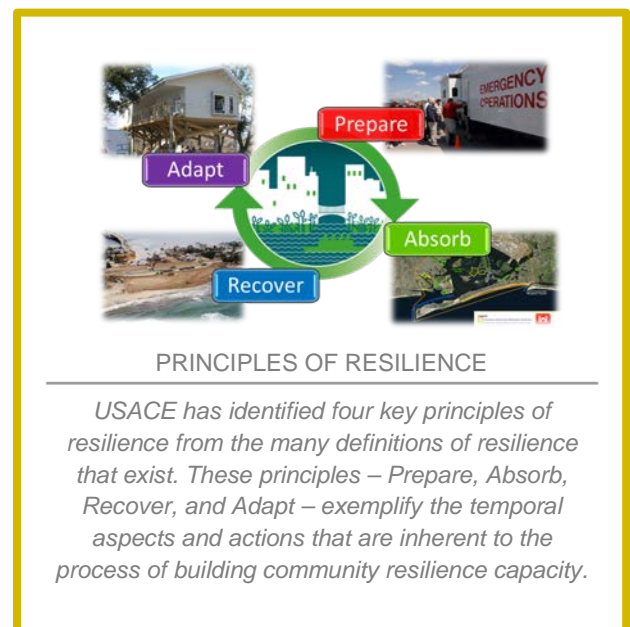 EMERGENCY
OPERATIONS
Prepare
Adapt
Absorb
Recover
PRINCIPLES OF RESILIENCE
USACE has identified four key principles of
resilience from the many definitions of resilience
that exist. These principles – Prepare, Absorb,
Recover, and Adapt – exemplify the temporal
aspects and actions that are inherent to the
process of building community resilience capacity.